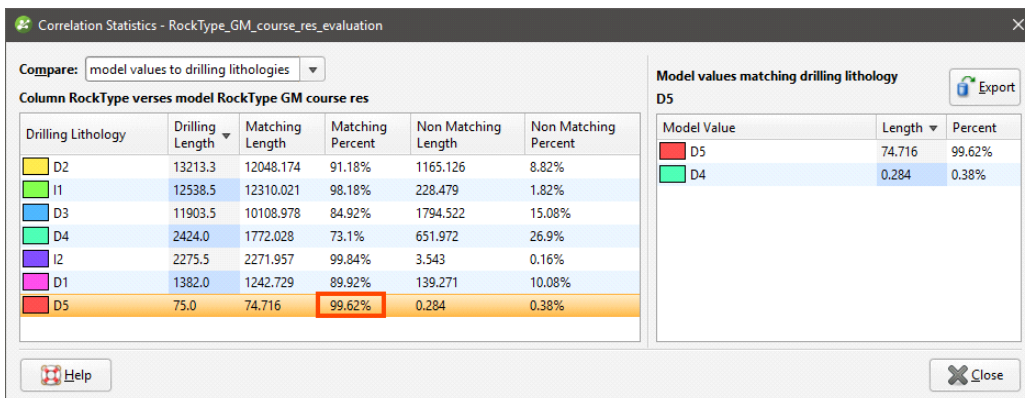 Correlation Statistics - RockType_GM_course_res_evaluation
Compare: model values to drilling lithologies
Column RockType verses model RockType GM course res
Drilling Lithology Drilling Length Matching Length Matching Percent Non Matching Length Non Matching Percent
D2 13213.3 12048.174 91.18% 1165.126 8.82%
I1 12538.5 12310.021 98.18% 228.479 1.82%
D3 11903.5 10108.978 84.92% 1794.522 15.08%
D4 2424.0 1772.028 73.1% 651.972 26.9%
I2 2275.5 2271.957 99.84% 3.543 0.16%
D1 1382.0 1242.729 89.92% 139.271 10.08%
D5 75.0 74.716 99.62% 0.284 0.38%
Model values matching drilling lithology
D5
Export
Model Value Length Percent
D5 74.716 99.62%
D4 0.284 0.38%
Help
Close